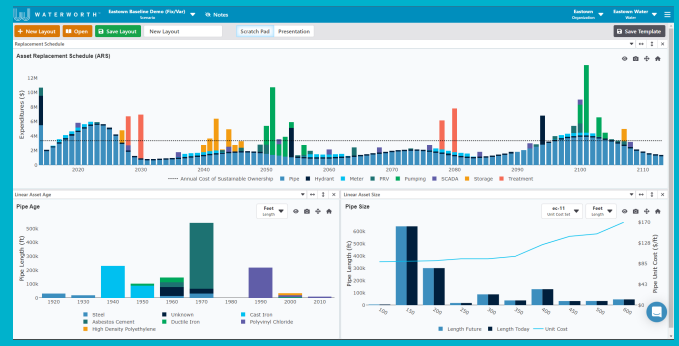 WATERWORTH
Eastown Baseline Demo (Fix/Var)
Scenario
Notes
Eastown
Organization
Eastown Water
Water
New Layout
Open
Save Layout
New Layout
Scratch Pad
Presentation
Save Template
Replacement Schedule
Asset Replacement Schedule (ARS)
Expenditures ($)
12M
10M
8M
6M
4M
2M
0
2020 2030 2040 2050 2060 2070 2080 2090 2100 2110
Annual Cost of Sustainable Ownership Pipe Hydrant Meter PRV Pumping SCADA Storage Treatment
Linear Asset Age
Pipe Age
Feet
Length
Pipe Length (ft)
500k
400k
300k
200k
100k
0
1920 1930 1940 1950 1960 1970 1980 1990 2000 2010
Steel Unknown Cast Iron
Asbestos Cement Ductile Iron Polyvinyl Chloride
High Density Polyethylene
Linear Asset Size
Pipe Size
ec-11
Unit Cost Set
Feet
Length
Pipe Length (ft)
600k
500k
400k
300k
200k
100k
0
$170
$128
$85
$43
$0
Pipe Unit Cost ($/ft)
100 150 200 250 300 350 400 450 500 600
Length Future Length Today Unit Cost